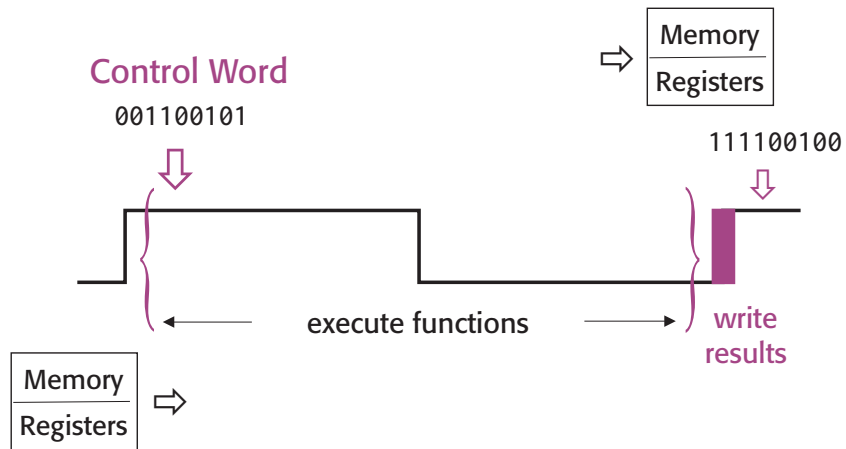 Memory
Registers
Control Word
001100101
111100100
execute functions
write
results
Memory
Registers